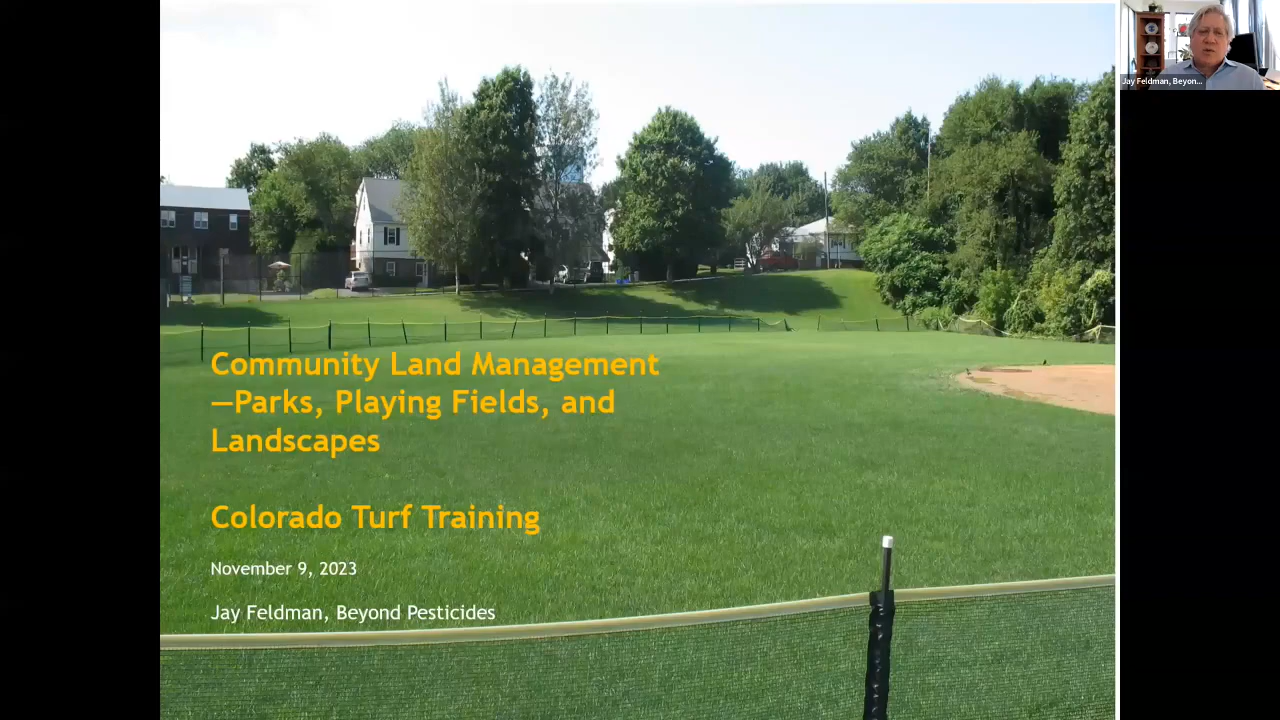 Jay Feldman, Beyon...
Community Land Management
—Parks, Playing Fields, and
Landscapes
Colorado Turf Training
November 9, 2023
Jay Feldman, Beyond Pesticides